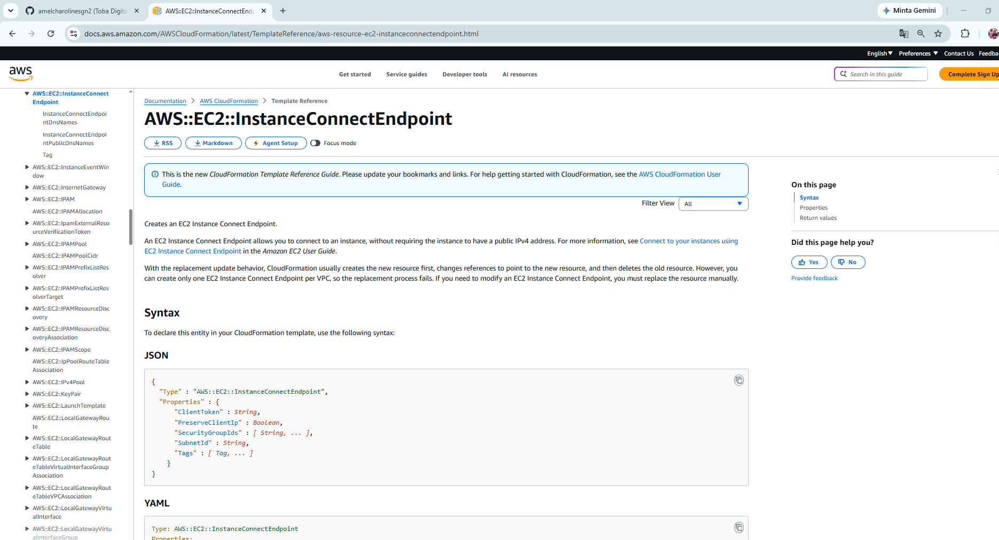 amelcharolinesgn2 (Toba Digita
AWS::EC2::InstanceConnectEndp
Minta Gemini
docs.aws.amazon.com/AWSCloudFormation/latest/TemplateReference/aws-resource-ec2-instanceconnectendpoint.html
English Preferences Contact Us Feedba
aws
Get started Service guides Developer tools AI resources
Search in this guide
Complete Sign Up
AWS::EC2::InstanceConnect
Endpoint
InstanceConnectEndpoi
ntDnsNames
InstanceConnectEndpoi
ntPublicDnsNames
Tag
AWS::EC2::InstanceEventWin
dow
AWS::EC2::InternetGateway
AWS::EC2::IPAM
AWS::EC2::IPAMAllocation
AWS::EC2::IpamExternalReso
urceVerificationToken
AWS::EC2::IPAMPool
AWS::EC2::IPAMPoolCidr
AWS::EC2::IPAMPrefixListRes
olver
AWS::EC2::IPAMPrefixListRes
olverTarget
AWS::EC2::IPAMResourceDisc
overy
AWS::EC2::IPAMResourceDisc
overyAssociation
AWS::EC2::IPAMScope
AWS::EC2::IpPoolRouteTable
Association
AWS::EC2::IPv4Pool
AWS::EC2::KeyPair
AWS::EC2::LaunchTemplate
AWS::EC2::LocalGatewayRou
te
AWS::EC2::LocalGatewayRout
eTable
AWS::EC2::LocalGatewayRout
eTableVirtualInterfaceGroup
Association
AWS::EC2::LocalGatewayRout
eTableVPCAssociation
AWS::EC2::LocalGatewayVirtu
alInterface
AWS::EC2::LocalGatewayVirtu
alInterfaceGroup
Documentation > AWS CloudFormation > Template Reference
AWS::EC2::InstanceConnectEndpoint
RSS Markdown Agent Setup Focus mode
This is the new CloudFormation Template Reference Guide. Please update your bookmarks and links. For help getting started with CloudFormation, see the AWS CloudFormation User
Guide.
Filter View All
Creates an EC2 Instance Connect Endpoint.
An EC2 Instance Connect Endpoint allows you to connect to an instance, without requiring the instance to have a public IPv4 address. For more information, see Connect to your instances using
EC2 Instance Connect Endpoint in the Amazon EC2 User Guide.
With the replacement update behavior, CloudFormation usually creates the new resource first, changes references to point to the new resource, and then deletes the old resource. However, you
can create only one EC2 Instance Connect Endpoint per VPC, so the replacement process fails. If you need to modify an EC2 Instance Connect Endpoint, you must replace the resource manually.
Syntax
To declare this entity in your CloudFormation template, use the following syntax:
JSON
{
"Type" : "AWS::EC2::InstanceConnectEndpoint",
"Properties" : {
"ClientToken" : String,
"PreserveClientIp" : Boolean,
"SecurityGroupIds" : [ String, ... ],
"SubnetId" : String,
"Tags" : [ Tag, ... ]
}
}
YAML
Type: AWS::EC2::InstanceConnectEndpoint
Properties:
On this page
Syntax
Properties
Return values
Did this page help you?
Yes No
Provide feedback